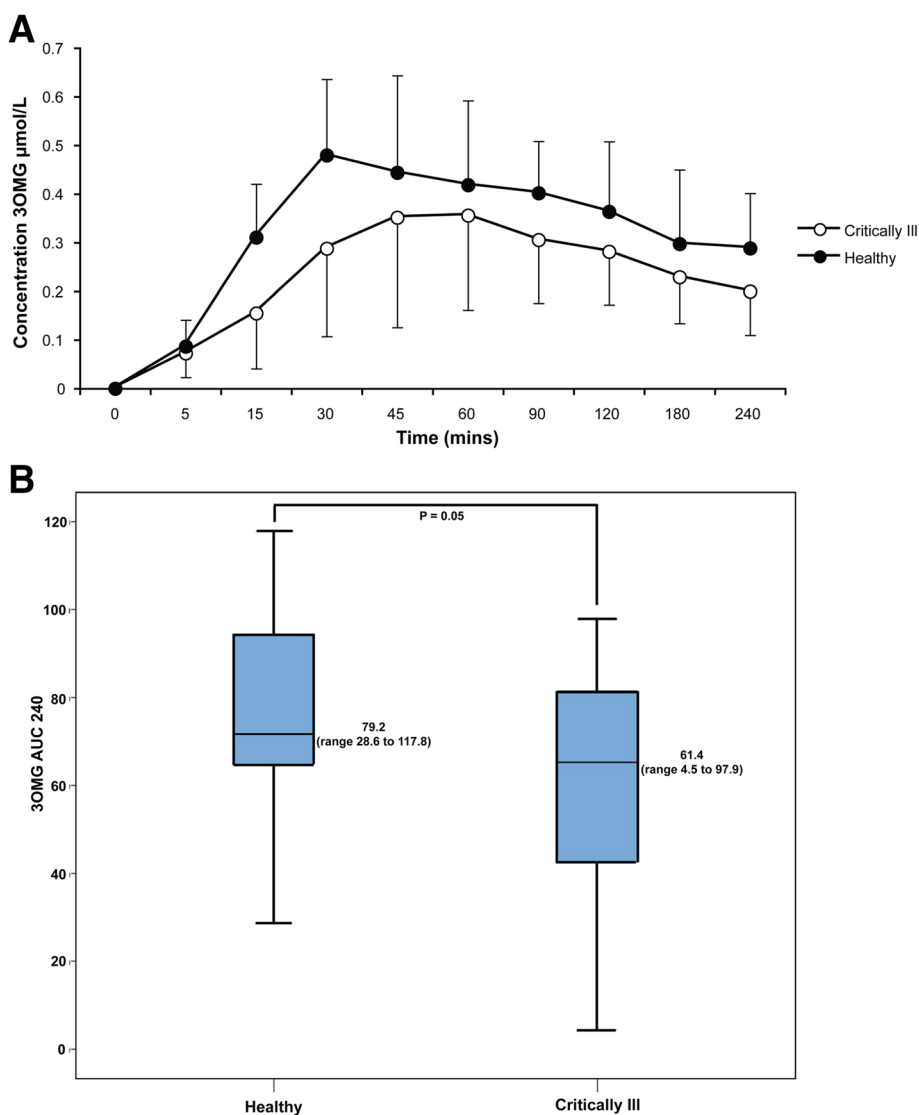 A
Concentration 3OMG µmol/L
0.7
0.6
0.5
0.4
0.3
0.2
0.1
0
0 5 15 30 45 60 90 120 180 240
Time (mins)
Critically Ill
Healthy
B
3OMG AUC 240
120
100
80
60
40
20
0
P = 0.05
79.2
(range 28.6 to 117.8)
61.4
(range 4.5 to 97.9)
Healthy Critically Ill